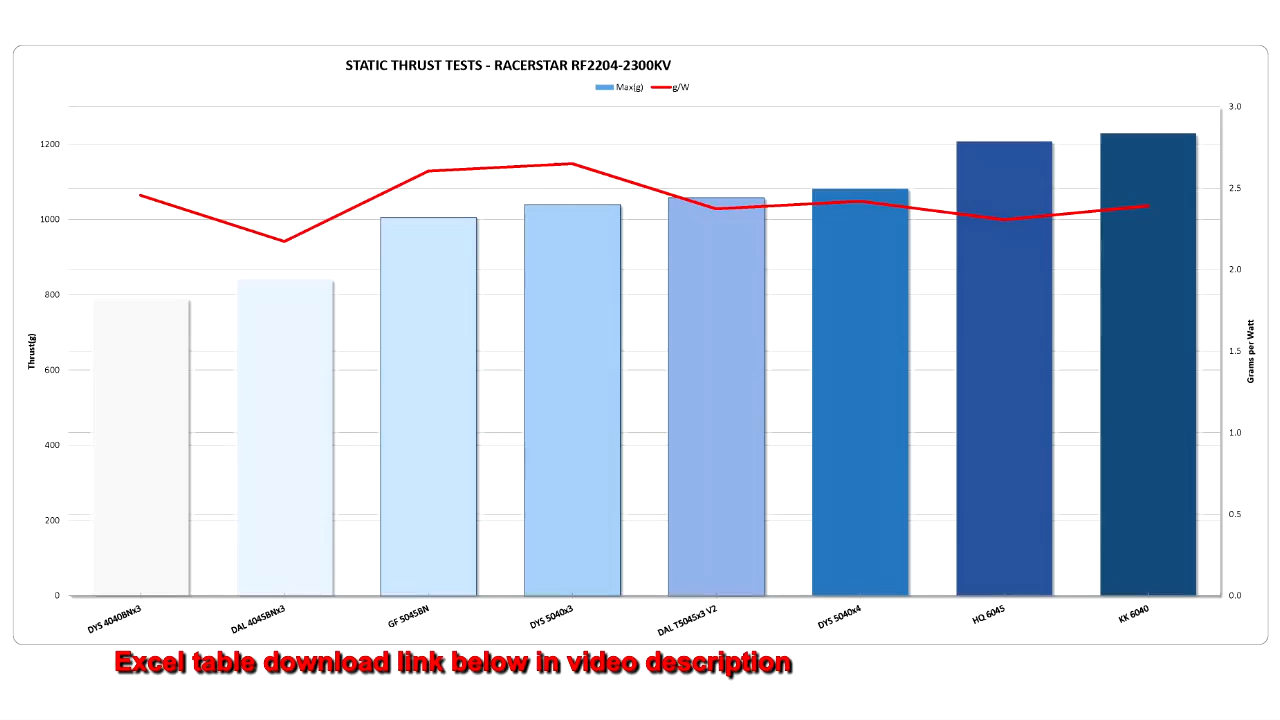 STATIC THRUST TESTS - RACERSTAR RF2204-2300KV
Max(g) g/W
3.0
1200
2.5
1000
2.0
800
Thrust(g)
1.5
Grams per Watt
600
1.0
400
0.5
200
0
0.0
DYS 4040BNx3
DAL 4045BNx3
GF 5045BN
DYS 5040x3
DAL T5045x3 V2
DYS 5040x4
HQ 6045
KK 6040
Excel table download link below in video description